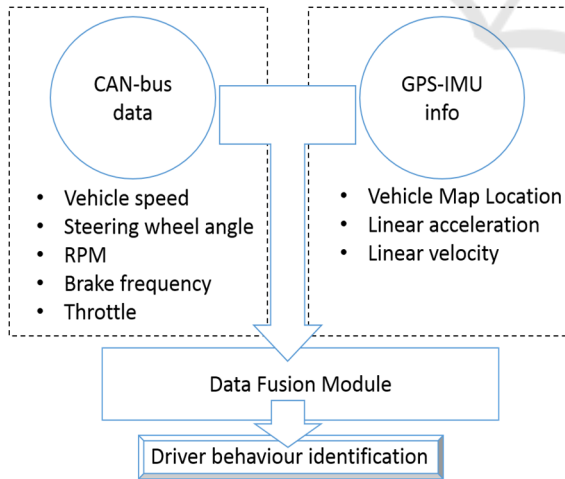 CAN-bus
data
• Vehicle speed
• Steering wheel angle
• RPM
• Brake frequency
• Throttle
GPS-IMU
info
• Vehicle Map Location
• Linear acceleration
• Linear velocity
Data Fusion Module
Driver behaviour identification